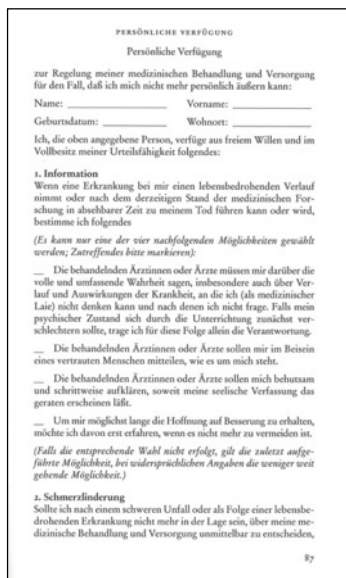 PERSÖNLICHE VERFÜGUNG
Persönliche Verfügung
zur Regelung meiner medizinischen Behandlung und Versorgung
für den Fall, daß ich mich nicht mehr persönlich äußern kann:
Name: Vorname:
Geburtsdatum: Wohnort:
Ich, die oben angegebene Person, verfüge aus freiem Willen und im
Vollbesitz meiner Urteilsfähigkeit folgendes:
1. Information
Wenn eine Erkrankung bei mir einen lebensbedrohenden Verlauf
nimmt oder nach dem derzeitigen Stand der medizinischen For-
schung in absehbarer Zeit zu meinem Tod führen kann oder wird,
bestimme ich folgendes
(Es kann nur eine der vier nachfolgenden Möglichkeiten gewählt
werden; Zutreffendes bitte markieren):
__ Die behandelnden Ärztinnen oder Ärzte müssen mir darüber die
volle und umfassende Wahrheit sagen, insbesondere auch über Ver-
lauf und Auswirkungen der Krankheit, an die ich (als medizinischer
Laie) nicht denken kann und nach denen ich nicht frage. Falls mein
psychischer Zustand sich durch die Unterrichtung zunächst ver-
schlechtern sollte, trage ich für diese Folge allein die Verantwortung.
__ Die behandelnden Ärztinnen oder Ärzte sollen mir im Beisein
eines vertrauten Menschen mitteilen, wie es um mich steht.
__ Die behandelnden Ärztinnen oder Ärzte sollen mich behutsam
und schrittweise aufklären, soweit meine seelische Verfassung das
geraten erscheinen läßt.
__ Um mir möglichst lange die Hoffnung auf Besserung zu erhalten,
möchte ich davon erst erfahren, wenn es nicht mehr zu vermeiden ist.
(Falls die entsprechende Wahl nicht erfolgt, gilt die zuletzt aufge-
führte Möglichkeit, bei widersprüchlichen Angaben die weniger weit
gehende Möglichkeit.)
2. Schmerzlinderung
Sollte ich nach einem schweren Unfall oder als Folge einer lebensbe-
drohenden Erkrankung nicht mehr in der Lage sein, über meine me-
dizinische Behandlung und Versorgung unmittelbar zu entscheiden,
87